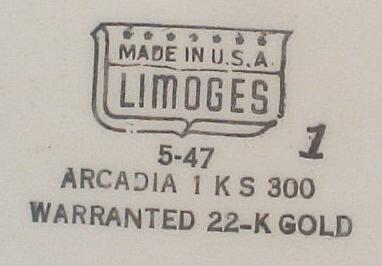 MADE IN U.S.A.
LIMOGES
5-47
1
ARCADIA 1 K S 300
WARRANTED 22-K GOLD